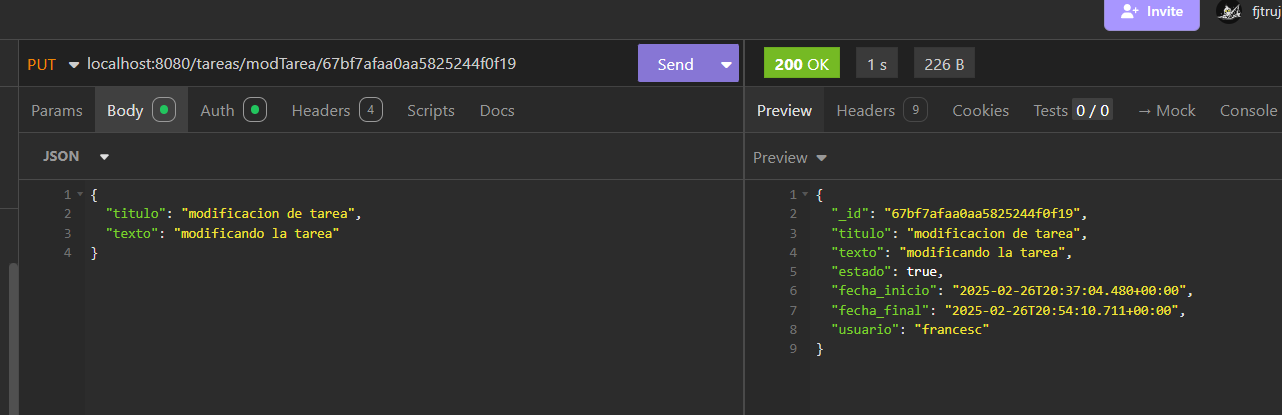 Invite fjtruj
PUT localhost:8080/tareas/modTarea/67bf7afaa0aa5825244f0f19 Send 200 OK 1 s 226 B
Params Body Auth Headers 4 Scripts Docs Preview Headers 9 Cookies Tests 0 / 0 → Mock Console
JSON Preview
1 {
2 "titulo": "modificacion de tarea",
3 "texto": "modificando la tarea"
4 }
1 {
2 "_id": "67bf7afaa0aa5825244f0f19",
3 "titulo": "modificacion de tarea",
4 "texto": "modificando la tarea",
5 "estado": true,
6 "fecha_inicio": "2025-02-26T20:37:04.480+00:00",
7 "fecha_final": "2025-02-26T20:54:10.711+00:00",
8 "usuario": "francesc"
9 }